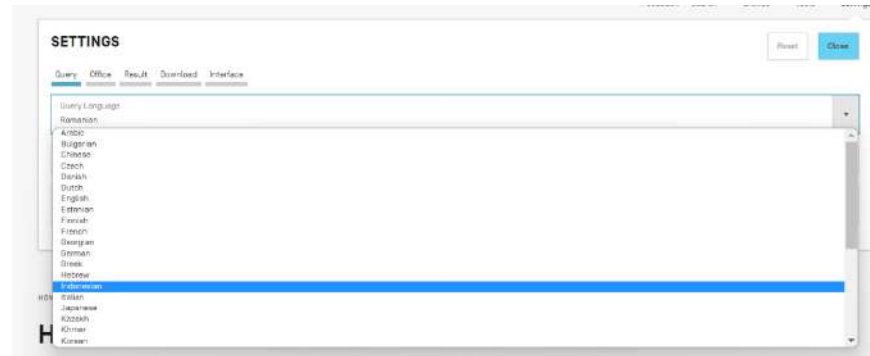 SETTINGS
Reset
Close
Query Office Result Download Interface
Query Language
Romanian
Arabic
Bulgarian
Chinese
Czech
Danish
Dutch
English
Estonian
Finnish
French
Georgian
German
Greek
Hebrew
Indonesian
Italian
Japanese
Kazakh
Khmer
Korean
H